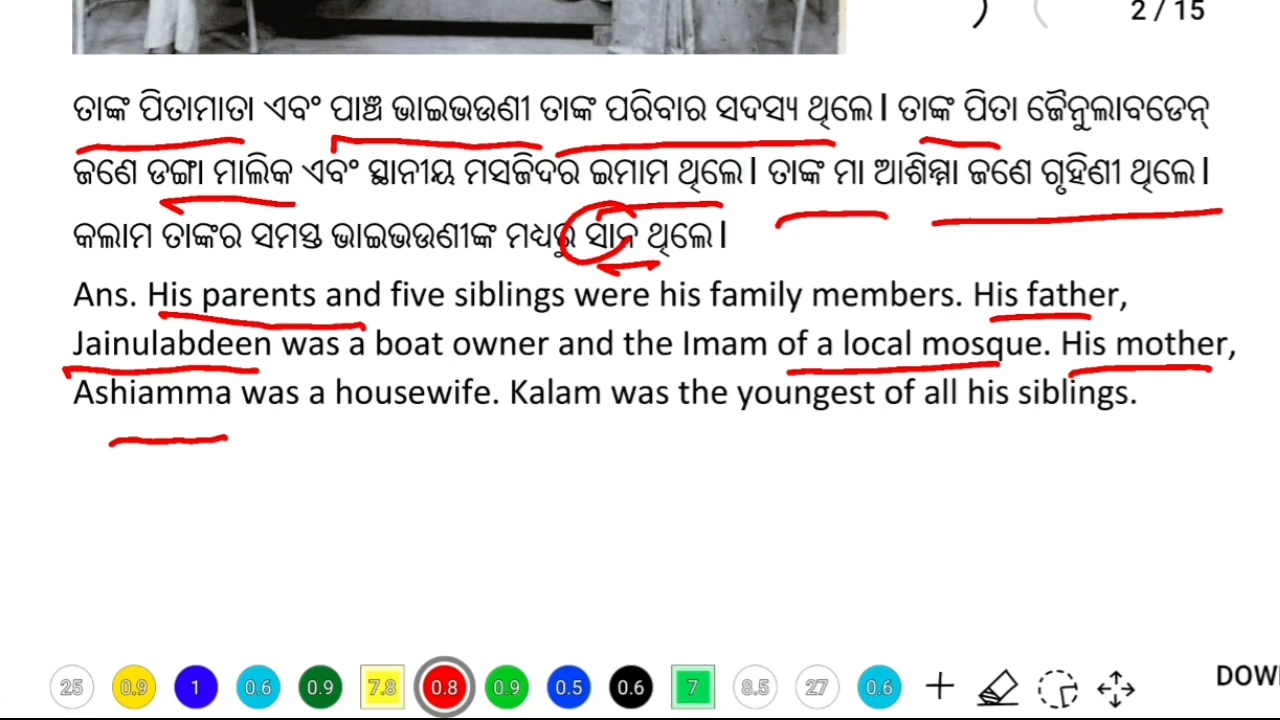 2 / 15
ତାଙ୍କ ପିତାମାତା ଏବଂ ପାଞ୍ଚ ଭାଇଭଉଣୀ ତାଙ୍କ ପରିବାର ସଦସ୍ୟ ଥିଲେ। ତାଙ୍କ ପିତା ଜୈନୁଲାବଡେନ୍
ଜଣେ ଡଙ୍ଗା ମାଲିକ ଏବଂ ସ୍ଥାନୀୟ ମସଜିଦର ଇମାମ ଥିଲେ। ତାଙ୍କ ମା ଆଶିମ୍ମା ଜଣେ ଗୃହିଣୀ ଥିଲେ।
କଲାମ ତାଙ୍କର ସମସ୍ତ ଭାଇଭଉଣୀଙ୍କ ମଧ୍ୟରୁ ସାନ ଥିଲେ।
Ans. His parents and five siblings were his family members. His father,
Jainulabdeen was a boat owner and the Imam of a local mosque. His mother,
Ashiamma was a housewife. Kalam was the youngest of all his siblings.
25 0.9 1 0.6 0.9 7.8 0.8 0.9 0.5 0.6 7 8.5 27 0.6